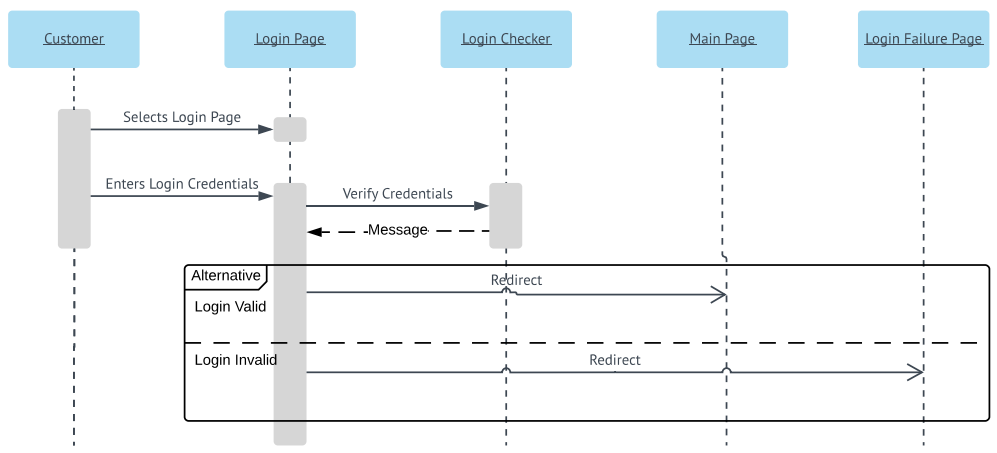 Customer
Login Page
Login Checker
Main Page
Login Failure Page
Selects Login Page
Enters Login Credentials
Verify Credentials
Message
Alternative
Redirect
Login Valid
Login Invalid
Redirect